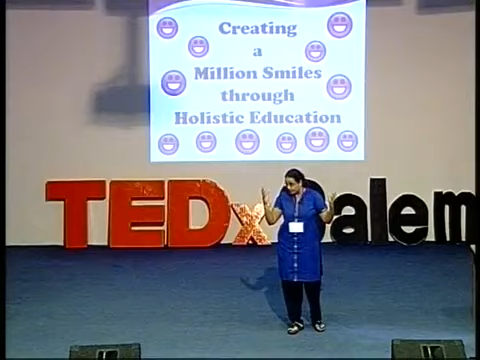 Creating
a
Million Smiles
through
Holistic Education
TEDxSalem